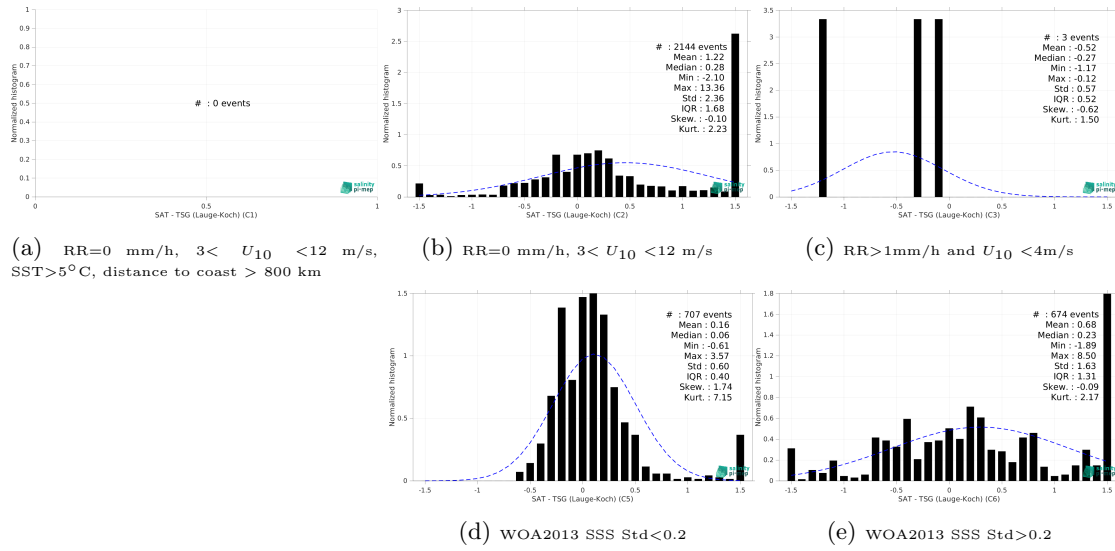 Normalized histogram
1
0.9
0.8
0.7
0.6
0.5
0.4
0.3
0.2
0.1
0
# : 0 events
salinity
pi-mep
0 0.5 1
SAT - TSG (Lauge-Koch) (C1)
(a) RR=0 mm/h, 3< U10 <12 m/s,
SST>5°C, distance to coast > 800 km
Normalized histogram
3
2.5
2
1.5
1
0.5
0
# : 2144 events
Mean : 1.22
Median : 0.28
Min : -2.10
Max : 13.36
Std : 2.36
IQR : 1.68
Skew. : -0.10
Kurt. : 2.23
salinity
pi-mep
-1.5 -1 -0.5 0 0.5 1 1.5
SAT - TSG (Lauge-Koch) (C2)
(b) RR=0 mm/h, 3< U10 <12 m/s
Normalized histogram
3.5
3
2.5
2
1.5
1
0.5
0
# : 3 events
Mean : -0.52
Median : -0.27
Min : -1.17
Max : -0.12
Std : 0.57
IQR : 0.52
Skew. : -0.62
Kurt. : 1.50
salinity
pi-mep
-1.5 -1 -0.5 0 0.5 1 1.5
SAT - TSG (Lauge-Koch) (C3)
(c) RR>1mm/h and U10 <4m/s
Normalized histogram
1.5
1
0.5
0
# : 707 events
Mean : 0.16
Median : 0.06
Min : -0.61
Max : 3.57
Std : 0.60
IQR : 0.40
Skew. : 1.74
Kurt. : 7.15
salinity
pi-mep
-1.5 -1 -0.5 0 0.5 1 1.5
SAT - TSG (Lauge-Koch) (C5)
(d) WOA2013 SSS Std<0.2
Normalized histogram
1.8
1.6
1.4
1.2
1
0.8
0.6
0.4
0.2
0
# : 674 events
Mean : 0.68
Median : 0.23
Min : -1.89
Max : 8.50
Std : 1.63
IQR : 1.31
Skew. : -0.09
Kurt. : 2.17
salinity
pi-mep
-1.5 -1 -0.5 0 0.5 1 1.5
SAT - TSG (Lauge-Koch) (C6)
(e) WOA2013 SSS Std>0.2